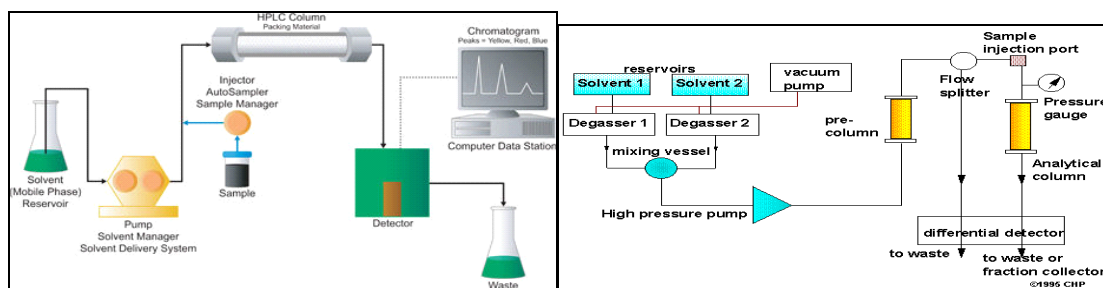 HPLC Column
Packing Material
Chromatogram
Peaks = Yellow, Red, Blue
Injector
AutoSampler
Sample Manager
Computer Data Station
Solvent
(Mobile Phase)
Reservoir
Sample
Pump
Solvent Manager
Solvent Delivery System
Detector
Waste
reservoirs
Solvent 1
Solvent 2
vacuum
pump
Degasser 1
Degasser 2
mixing vessel
High pressure pump
pre-
column
Sample
injection port
Flow
splitter
Pressure
gauge
Analytical
column
differential detector
to waste
to waste or
fraction collector
©1995 CHP